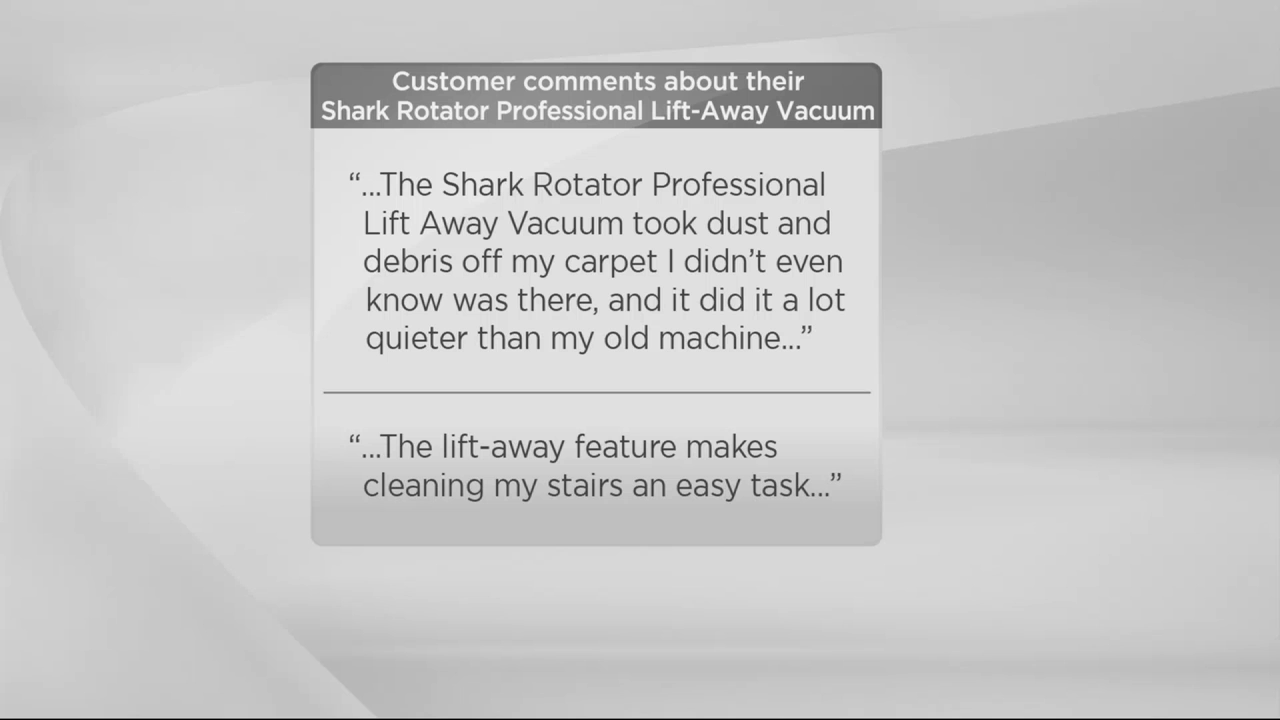 Customer comments about their
Shark Rotator Professional Lift-Away Vacuum
“...The Shark Rotator Professional
Lift Away Vacuum took dust and
debris off my carpet I didn’t even
know was there, and it did it a lot
quieter than my old machine...”
“...The lift-away feature makes
cleaning my stairs an easy task...”